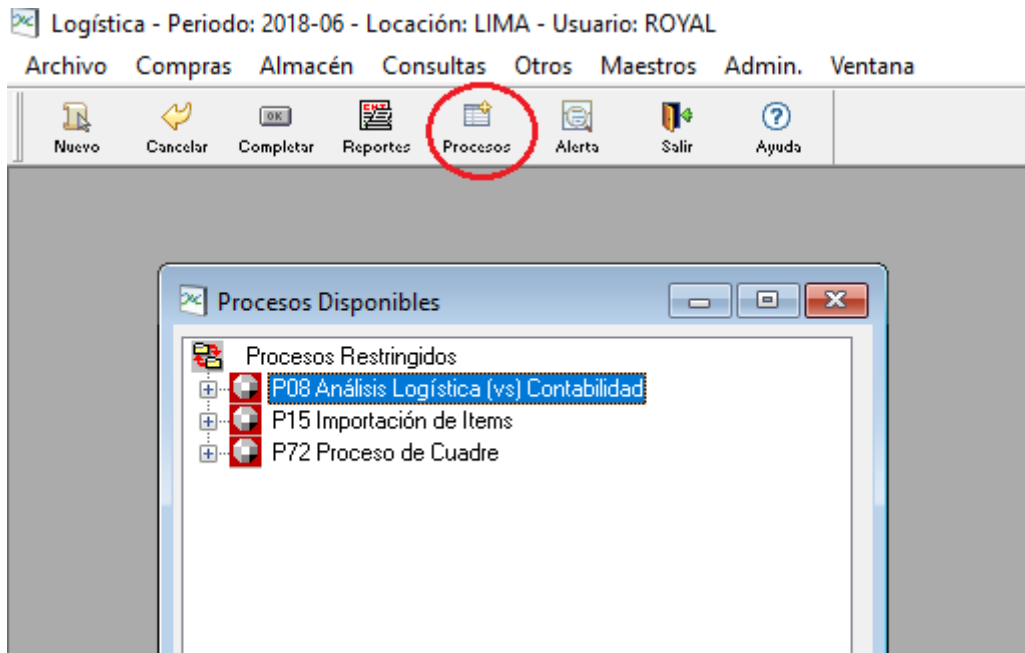 Logística - Periodo: 2018-06 - Locación: LIMA - Usuario: ROYAL
Archivo Compras Almacén Consultas Otros Maestros Admin. Ventana
OK
Nuevo Cancelar Completar Reportes Procesos Alerta Salir Ayuda
Procesos Disponibles
Procesos Restringidos
P08 Análisis Logística (vs) Contabilidad
P15 Importación de Items
P72 Proceso de Cuadre